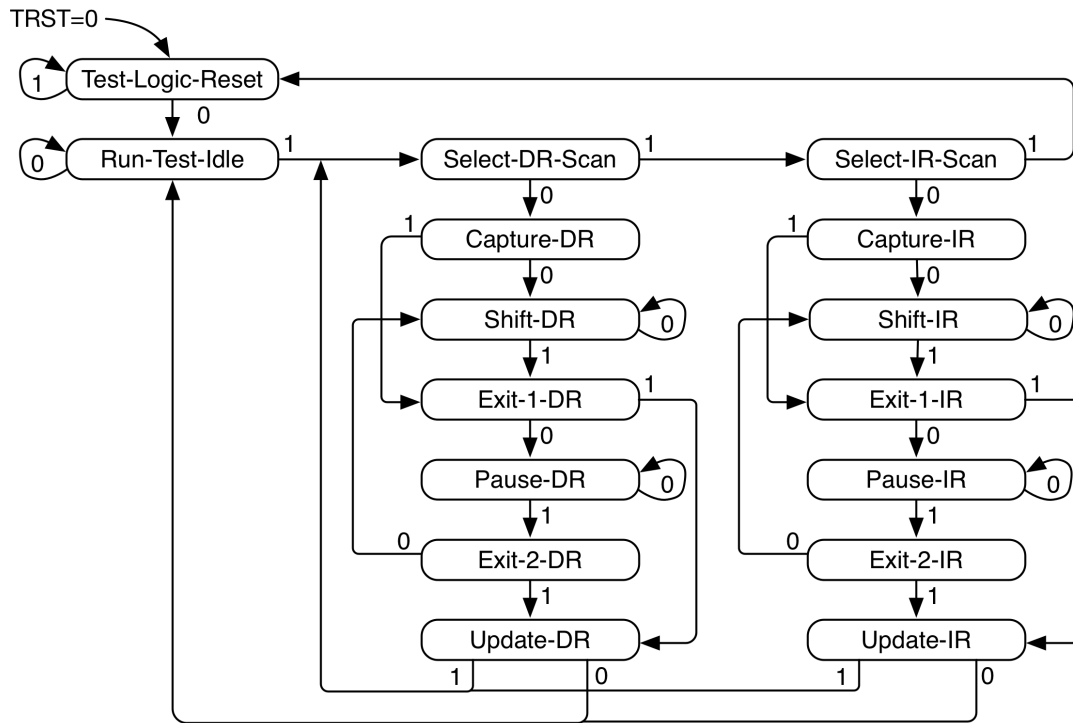 TRST=0
1 Test-Logic-Reset
0
0 Run-Test-Idle 1 Select-DR-Scan 1 Select-IR-Scan 1
0 0
1 Capture-DR 1 Capture-IR
0 0
Shift-DR 0 Shift-IR 0
1 1
Exit-1-DR 1 Exit-1-IR 1
0 0
Pause-DR 0 Pause-IR 0
1 1
0 Exit-2-DR 0 Exit-2-IR
1 1
Update-DR Update-IR
1 0 1 0